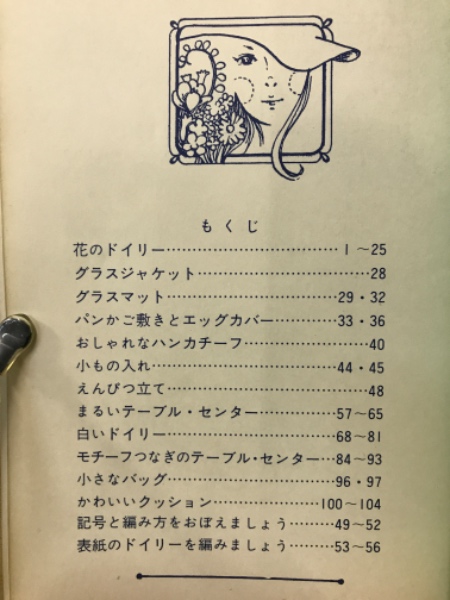 もくじ
花のドイリー……………………………1～25
グラスジャケット…………………………28
グラスマット…………………………29・32
パンかご敷きとエッグカバー…………33・36
おしゃれなハンカチーフ…………………40
小もの入れ……………………………44・45
えんぴつ立て………………………………48
まるいテーブル・センター……………57～65
白いドイリー…………………………68～81
モチーフつなぎのテーブル・センター…84～93
小さなバッグ…………………………96・97
かわいいクッション………………100～104
記号と編み方をおぼえましょう………49～52
表紙のドイリーを編みましょう………53～56